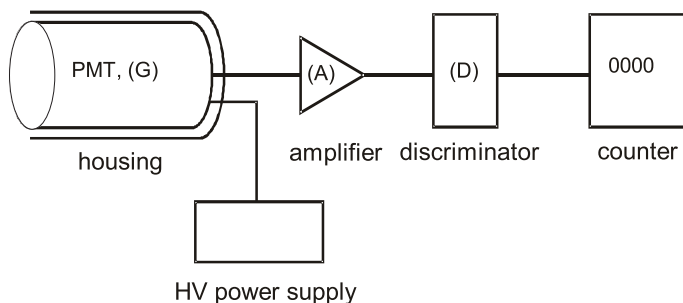 PMT, (G)
(A)
(D)
0000
housing
amplifier
discriminator
counter
HV power supply